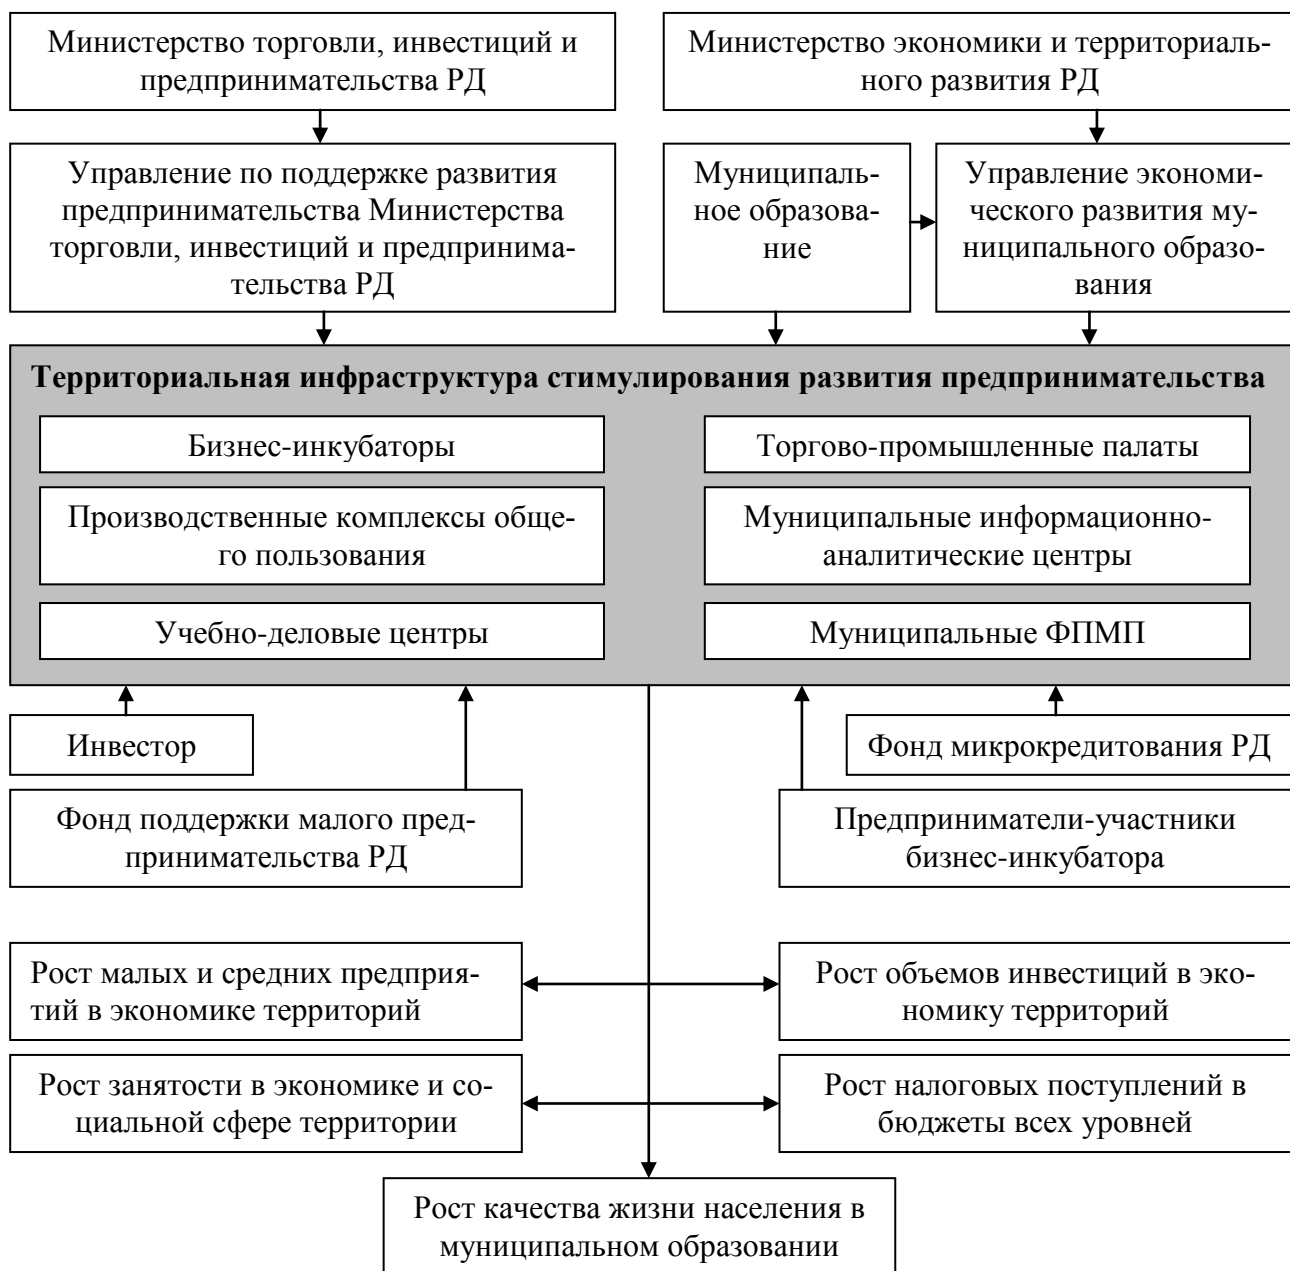 Министерство торговли, инвестиций и
предпринимательства РД
Министерство экономики и территориаль-
ного развития РД
Управление по поддержке развития
предпринимательства Министерства
торговли, инвестиций и предпринима-
тельства РД
Муниципаль-
ное образова-
ние
Управление экономи-
ческого развития му-
ниципального образо-
вания
Территориальная инфраструктура стимулирования развития предпринимательства
Бизнес-инкубаторы
Торгово-промышленные палаты
Производственные комплексы обще-
го пользования
Муниципальные информационно-
аналитические центры
Учебно-деловые центры
Муниципальные ФПМП
Инвестор
Фонд микрокредитования РД
Фонд поддержки малого пред-
принимательства РД
Предприниматели-участники
бизнес-инкубатора
Рост малых и средних предприя-
тий в экономике территорий
Рост объемов инвестиций в эко-
номику территорий
Рост занятости в экономике и со-
циальной сфере территории
Рост налоговых поступлений в
бюджеты всех уровней
Рост качества жизни населения в
муниципальном образовании